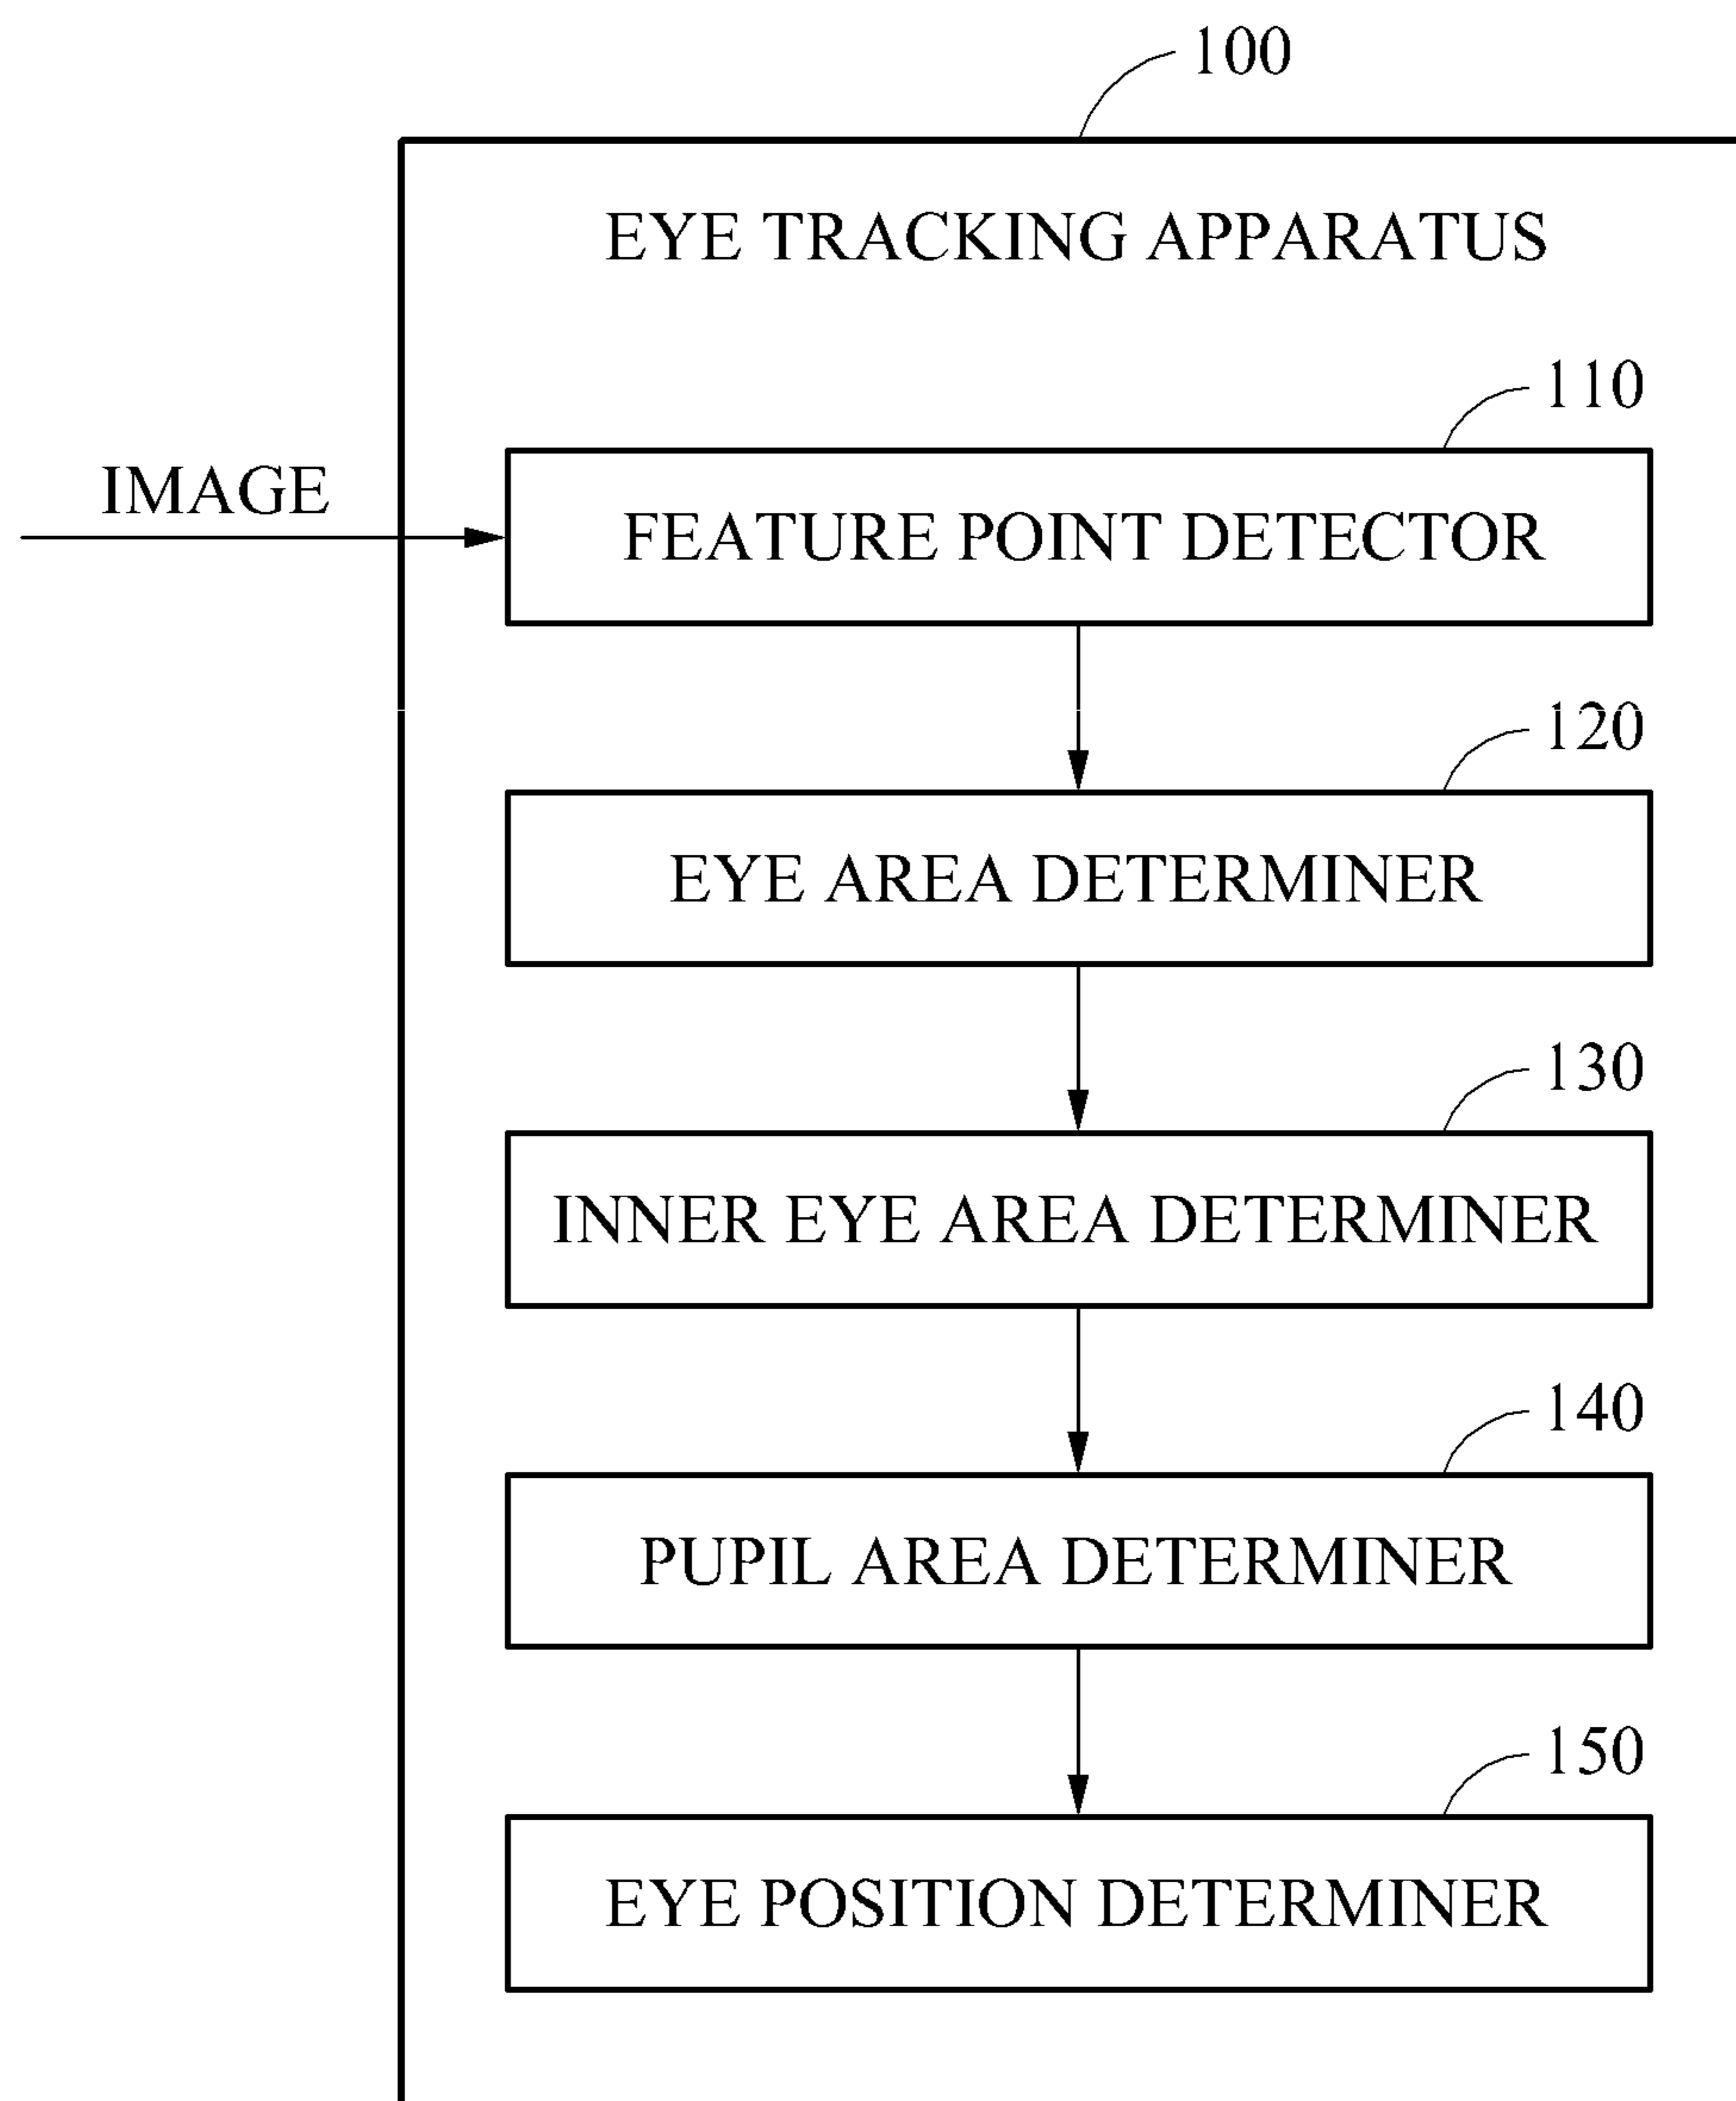 100
EYE TRACKING APPARATUS
110
IMAGE
FEATURE POINT DETECTOR
120
EYE AREA DETERMINER
130
INNER EYE AREA DETERMINER
140
PUPIL AREA DETERMINER
150
EYE POSITION DETERMINER